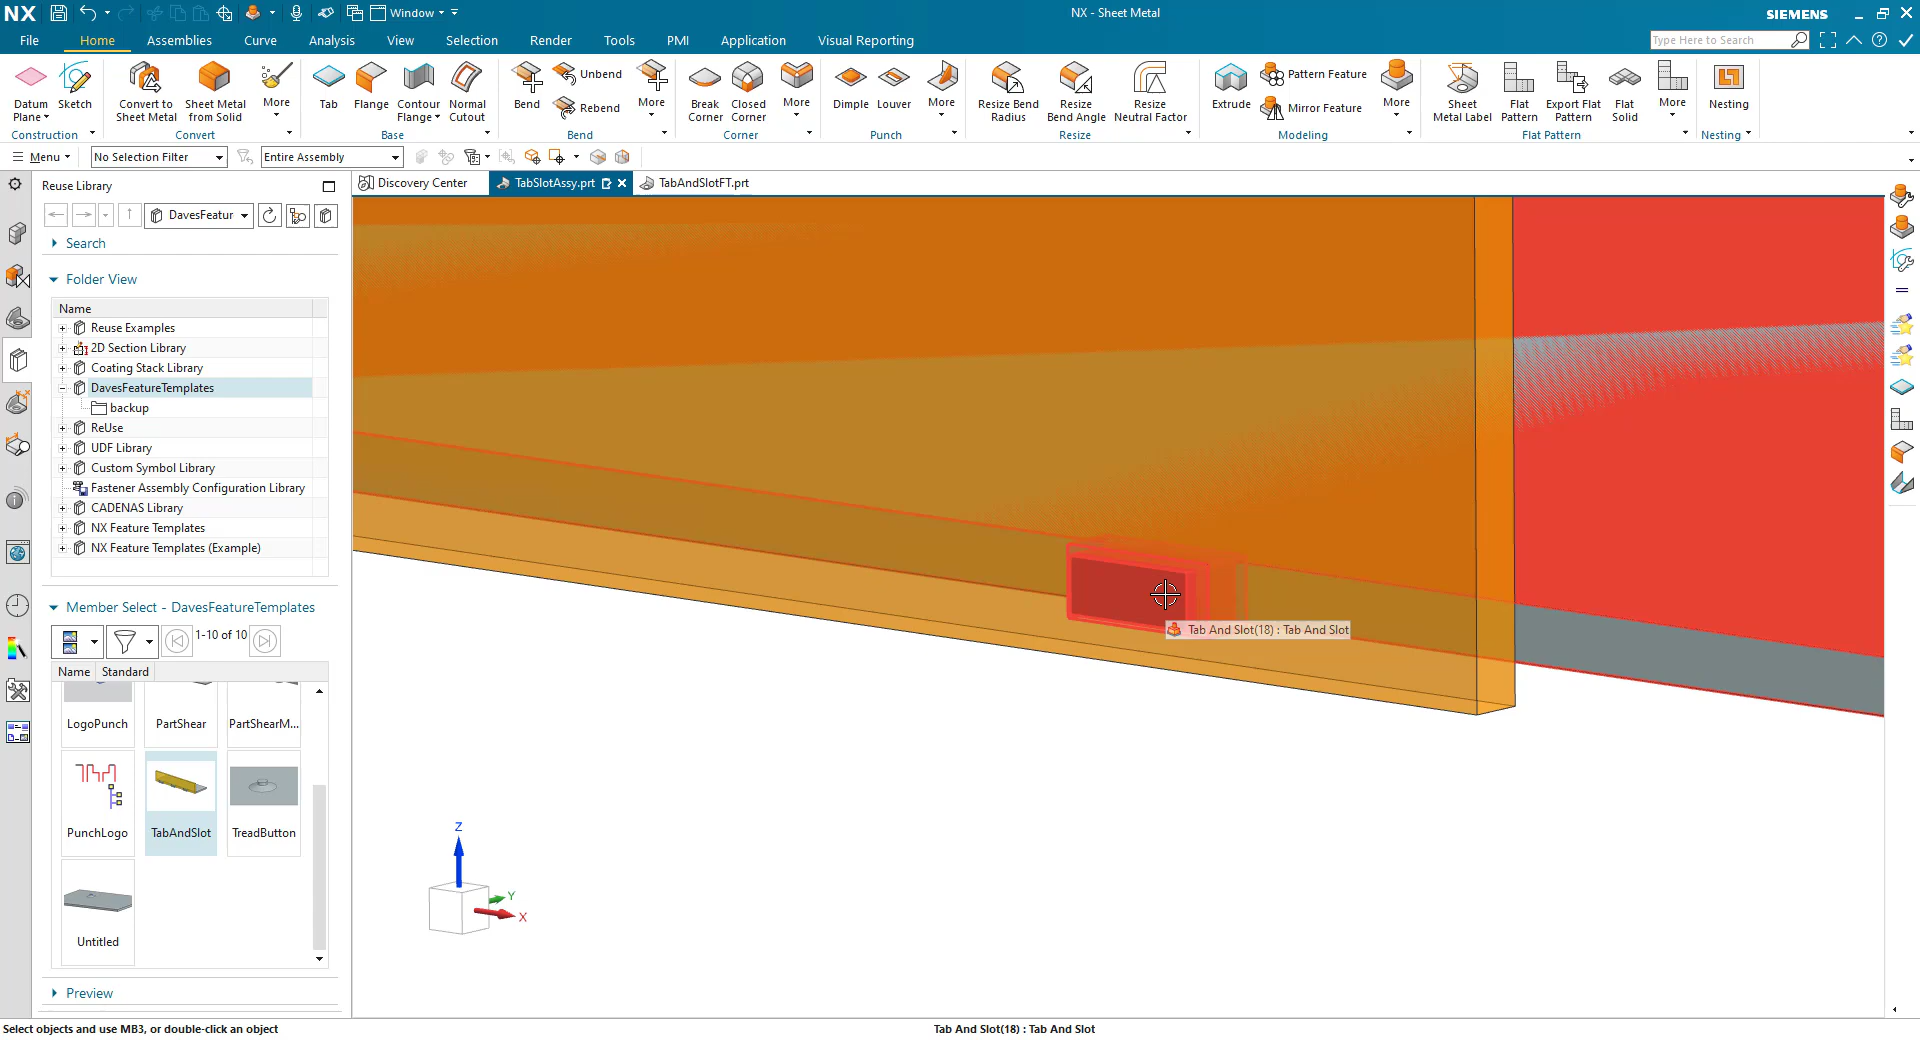 NX
Window
NX - Sheet Metal
SIEMENS
File
Home
Assemblies
Curve
Analysis
View
Selection
Render
Tools
PMI
Application
Visual Reporting
Type Here to Search
Datum Plane
Sketch
Convert to Sheet Metal
Sheet Metal from Solid
More
Tab
Flange
Contour Flange
Normal Cutout
Bend
Unbend
Rebend
More
Break Corner
Closed Corner
More
Dimple
Louver
More
Resize Bend Radius
Resize Bend Angle
Resize Neutral Factor
Extrude
Pattern Feature
Mirror Feature
More
Sheet Metal Label
Flat Pattern
Export Flat Pattern
Flat Solid
More
Nesting
Construction
Convert
Base
Bend
Corner
Punch
Resize
Modeling
Flat Pattern
Nesting
Menu
No Selection Filter
Entire Assembly
Reuse Library
Discovery Center
TabSlotAssy.prt
TabAndSlotFT.prt
DavesFeatur
Search
Folder View
Name
Reuse Examples
2D Section Library
Coating Stack Library
DavesFeatureTemplates
backup
ReUse
UDF Library
Custom Symbol Library
Fastener Assembly Configuration Library
CADENAS Library
NX Feature Templates
NX Feature Templates (Example)
Member Select - DavesFeatureTemplates
1-10 of 10
Name
Standard
LogoPunch
PartShear
PartShearM...
PunchLogo
TabAndSlot
TreadButton
Untitled
Preview
Tab And Slot(18) : Tab And Slot
Z
Y
X
Select objects and use MB3, or double-click an object
Tab And Slot(18) : Tab And Slot